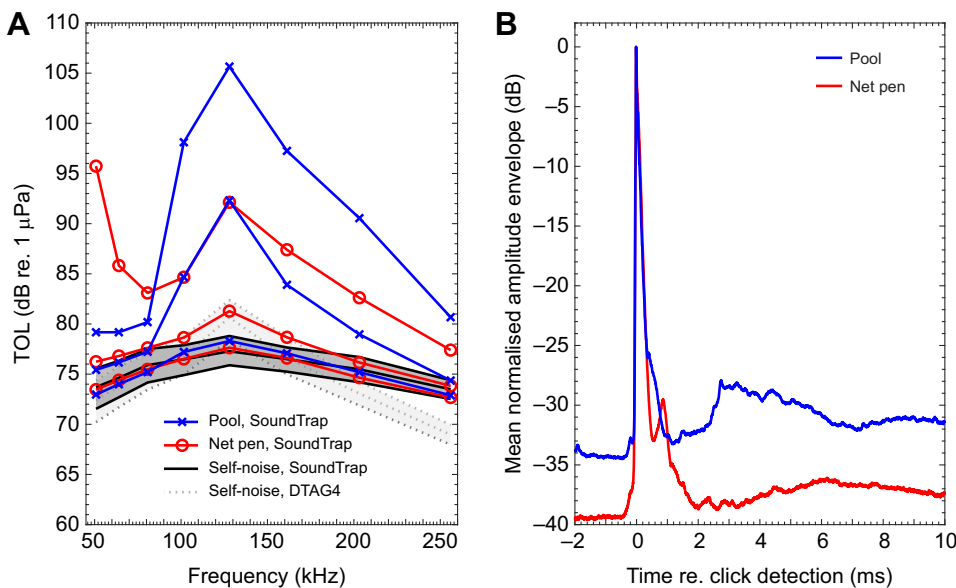 A
TOL (dB re. 1 μPa)
105
100
95
90
85
80
75
70
65
60
50
100
150
200
250
Frequency (kHz)
Pool, SoundTrap
Net pen, SoundTrap
Self-noise, SoundTrap
Self-noise, DTAG4
B
Mean normalised amplitude envelope (dB)
0
–5
–10
–15
–20
–25
–30
–35
–40
–2
0
2
4
6
8
10
Time re. click detection (ms)
Pool
Net pen